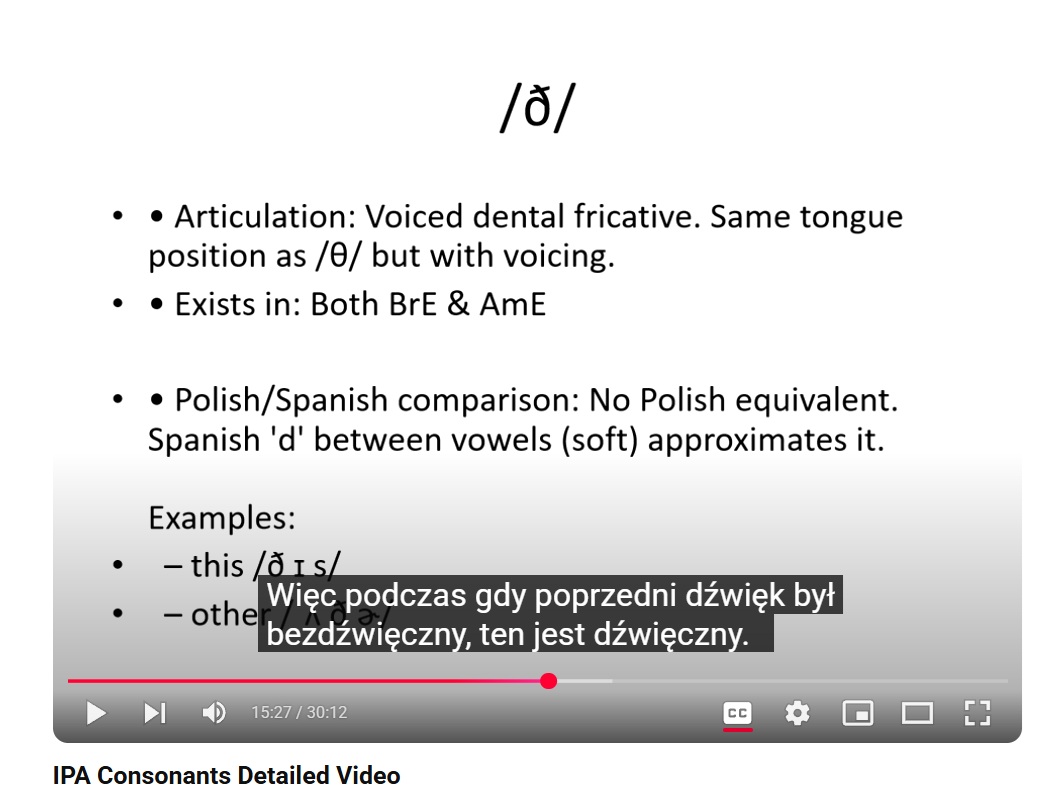 /ð/
• • Articulation: Voiced dental fricative. Same tongue
position as /θ/ but with voicing.
• • Exists in: Both BrE & AmE
• • Polish/Spanish comparison: No Polish equivalent.
Spanish 'd' between vowels (soft) approximates it.
Examples:
• – this /ð ɪ s/
• – other / ʌ ð ɚ/
Więc podczas gdy poprzedni dźwięk był
bezdźwięczny, ten jest dźwięczny.
15:27 / 30:12
CC
IPA Consonants Detailed Video